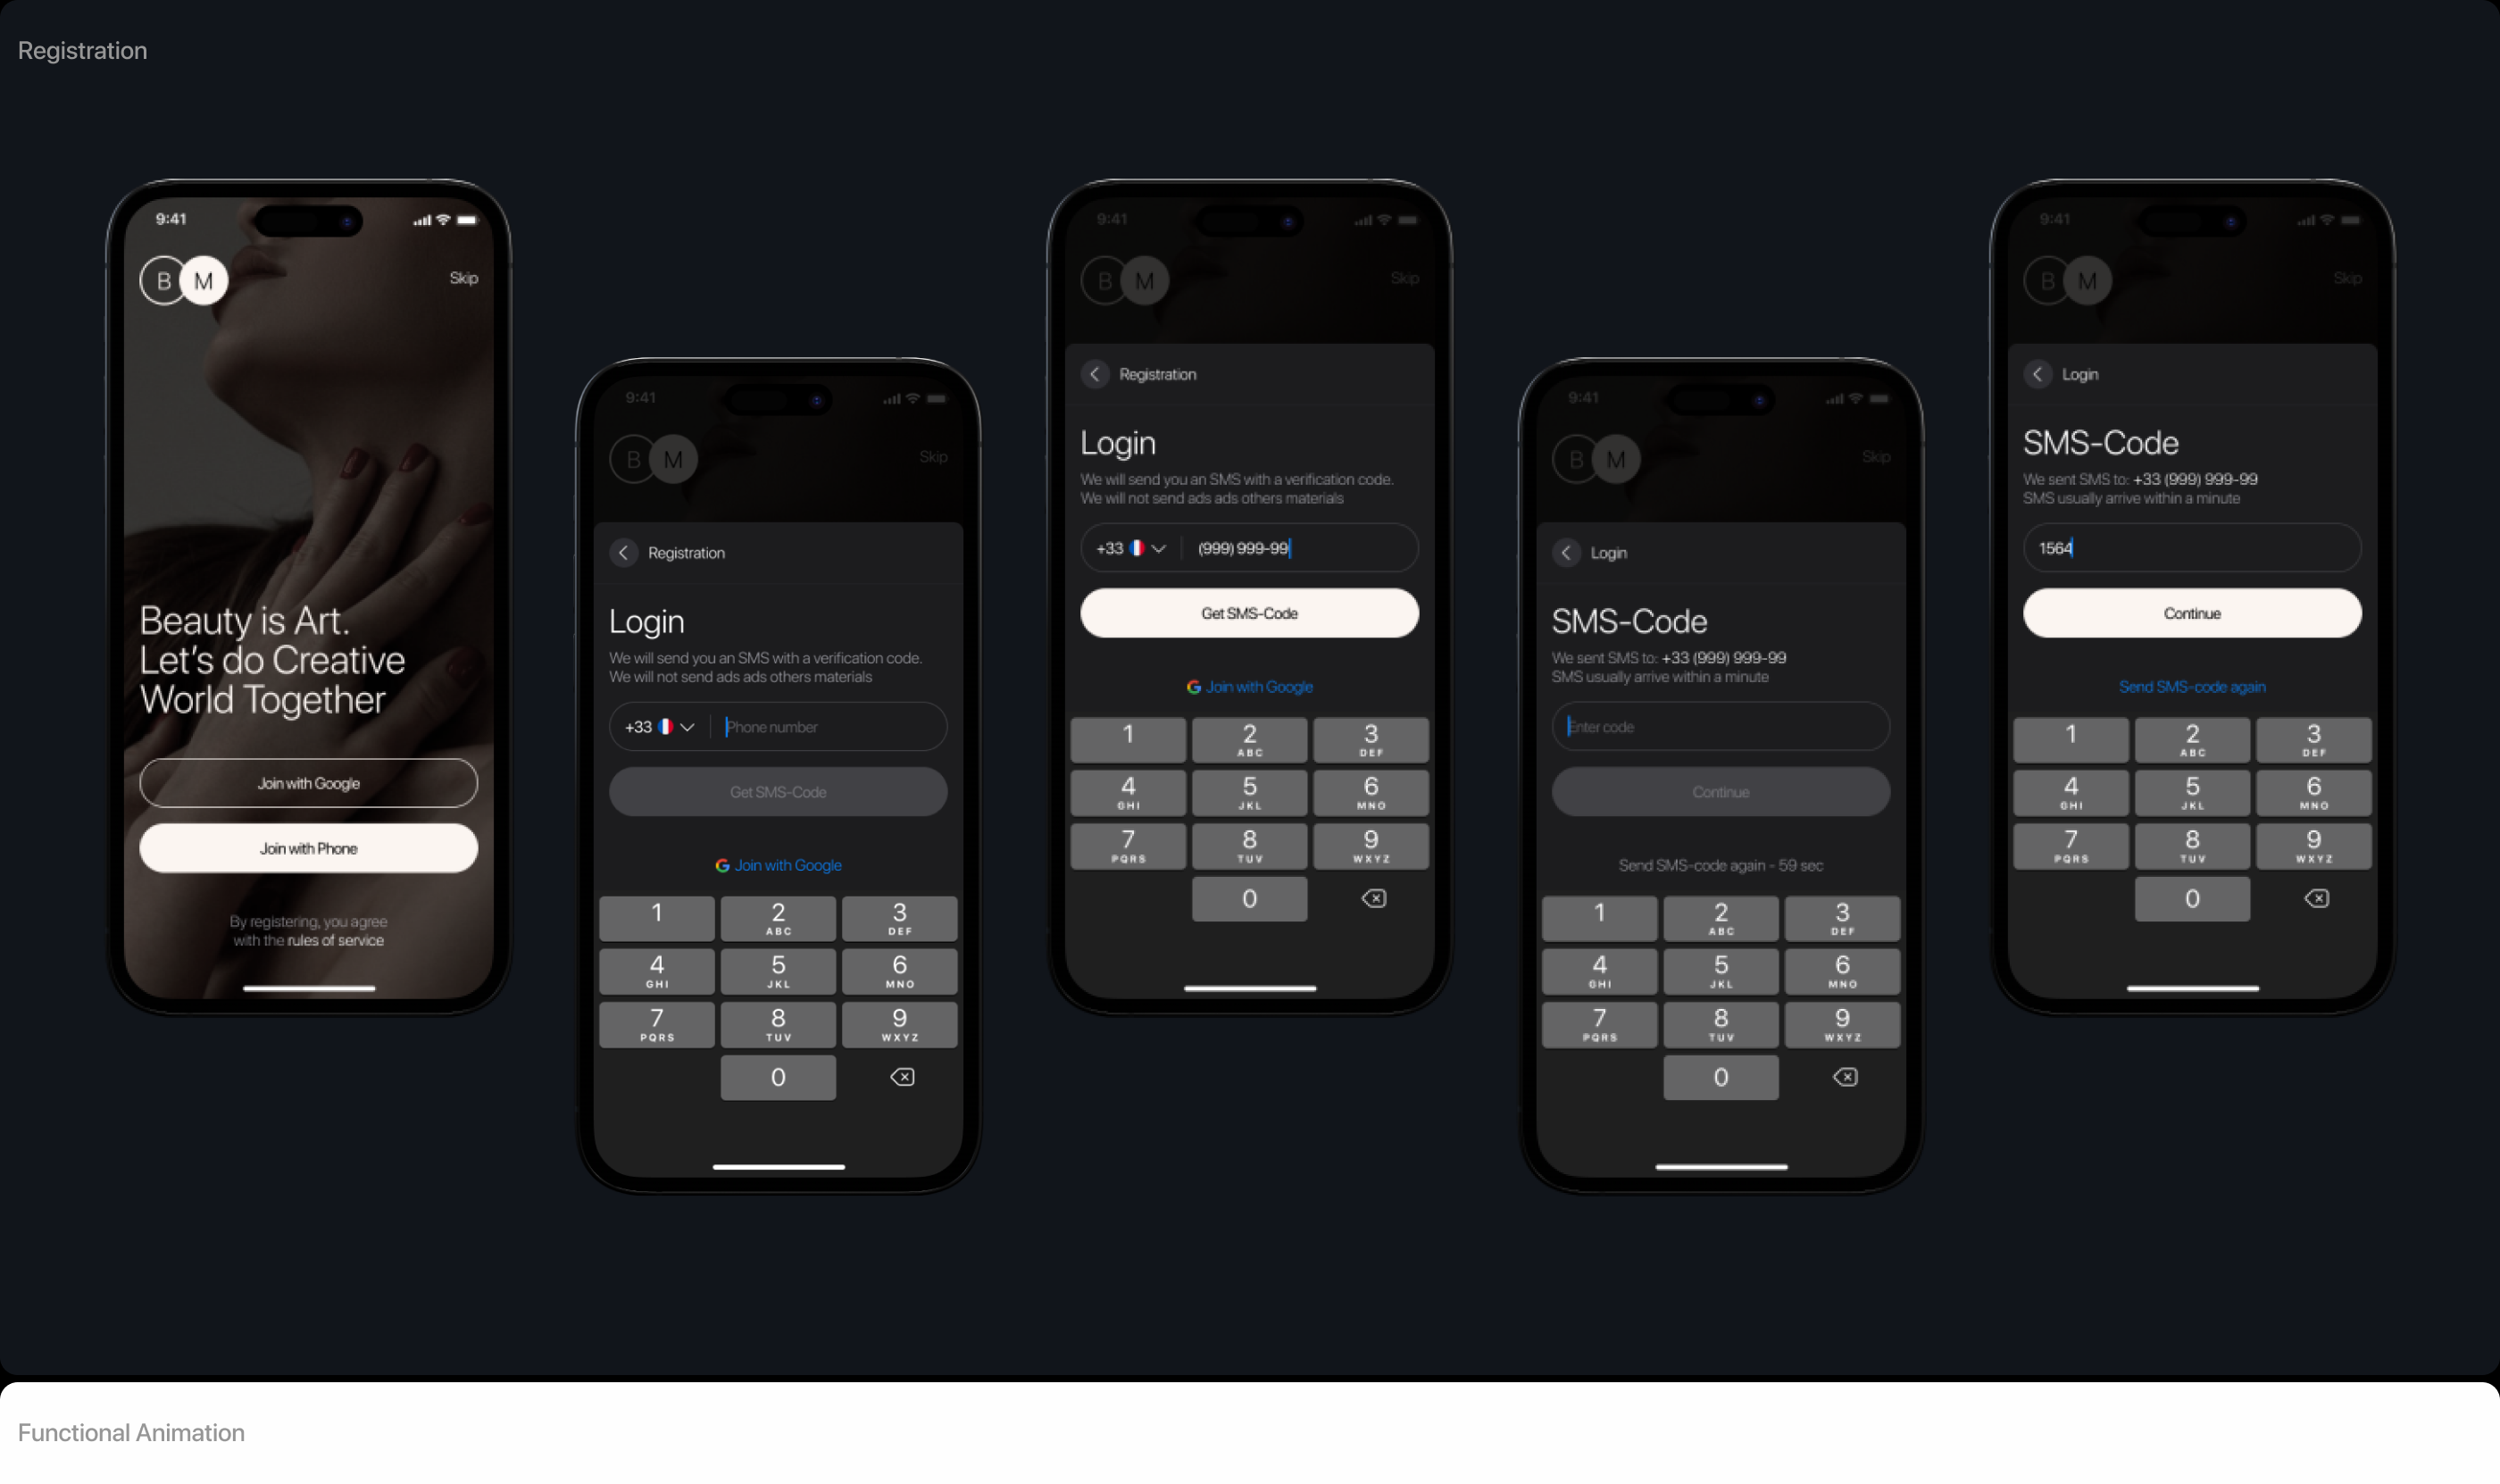 Registration
9:41
B M
Skip
Beauty is Art.
Let's do Creative
World Together
Join with Google
Join with Phone
By registering, you agree
with the rules of service
9:41
B M
Skip
Registration
Login
We will send you an SMS with a verification code.
We will not send ads ads others materials
+33
Phone number
Get SMS-Code
G Join with Google
1
2 ABC
3 DEF
4 GHI
5 JKL
6 MNO
7 PQRS
8 TUV
9 WXYZ
0
9:41
B M
Skip
Registration
Login
We will send you an SMS with a verification code.
We will not send ads ads others materials
+33
(999) 999-99
Get SMS-Code
G Join with Google
1
2 ABC
3 DEF
4 GHI
5 JKL
6 MNO
7 PQRS
8 TUV
9 WXYZ
0
9:41
B M
Skip
Login
SMS-Code
We sent SMS to: +33 (999) 999-99
SMS usually arrive within a minute
Enter code
Continue
Send SMS-code again - 59 sec
1
2 ABC
3 DEF
4 GHI
5 JKL
6 MNO
7 PQRS
8 TUV
9 WXYZ
0
9:41
B M
Skip
Login
SMS-Code
We sent SMS to: +33 (999) 999-99
SMS usually arrive within a minute
1564
Continue
Send SMS-code again
1
2 ABC
3 DEF
4 GHI
5 JKL
6 MNO
7 PQRS
8 TUV
9 WXYZ
0
Functional Animation